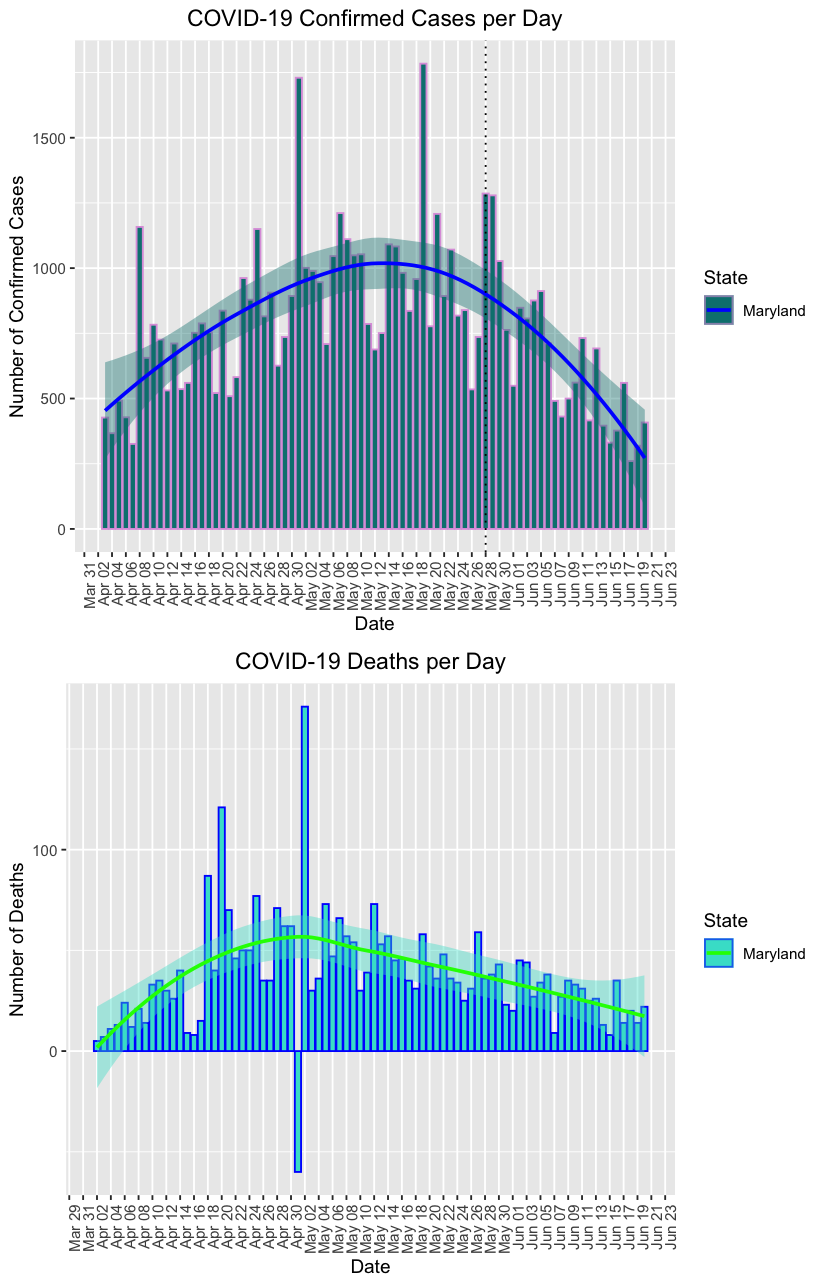 COVID-19 Confirmed Cases per Day
Number of Confirmed Cases
1500
1000
500
0
Mar 31
Apr 02
Apr 04
Apr 06
Apr 08
Apr 10
Apr 12
Apr 14
Apr 16
Apr 18
Apr 20
Apr 22
Apr 24
Apr 26
Apr 28
Apr 30
May 02
May 04
May 06
May 08
May 10
May 12
May 14
May 16
May 18
May 20
May 22
May 24
May 26
May 28
May 30
Jun 01
Jun 03
Jun 05
Jun 07
Jun 09
Jun 11
Jun 13
Jun 15
Jun 17
Jun 19
Jun 21
Jun 23
Date
State
Maryland
COVID-19 Deaths per Day
Number of Deaths
100
0
Mar 29
Mar 31
Apr 02
Apr 04
Apr 06
Apr 08
Apr 10
Apr 12
Apr 14
Apr 16
Apr 18
Apr 20
Apr 22
Apr 24
Apr 26
Apr 28
Apr 30
May 02
May 04
May 06
May 08
May 10
May 12
May 14
May 16
May 18
May 20
May 22
May 24
May 26
May 28
May 30
Jun 01
Jun 03
Jun 05
Jun 07
Jun 09
Jun 11
Jun 13
Jun 15
Jun 17
Jun 19
Jun 21
Jun 23
Date
State
Maryland